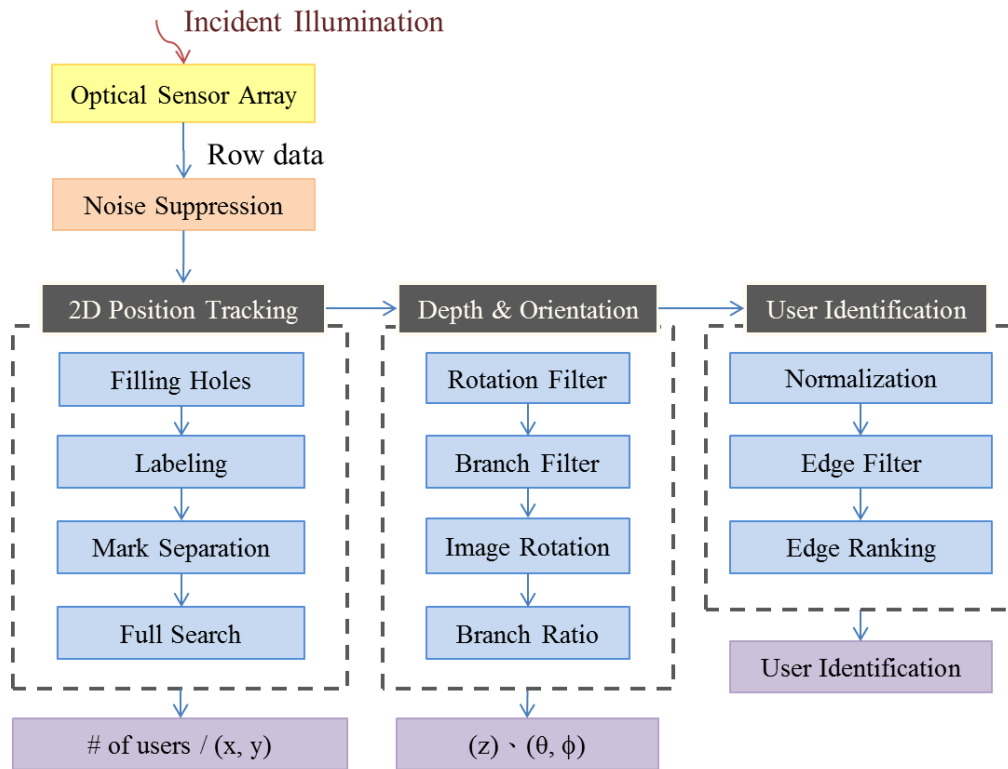 Incident Illumination
Optical Sensor Array
Row data
Noise Suppression
2D Position Tracking
Filling Holes
Labeling
Mark Separation
Full Search
# of users / (x, y)
Depth & Orientation
Rotation Filter
Branch Filter
Image Rotation
Branch Ratio
(z)、(θ, ϕ)
User Identification
Normalization
Edge Filter
Edge Ranking
User Identification